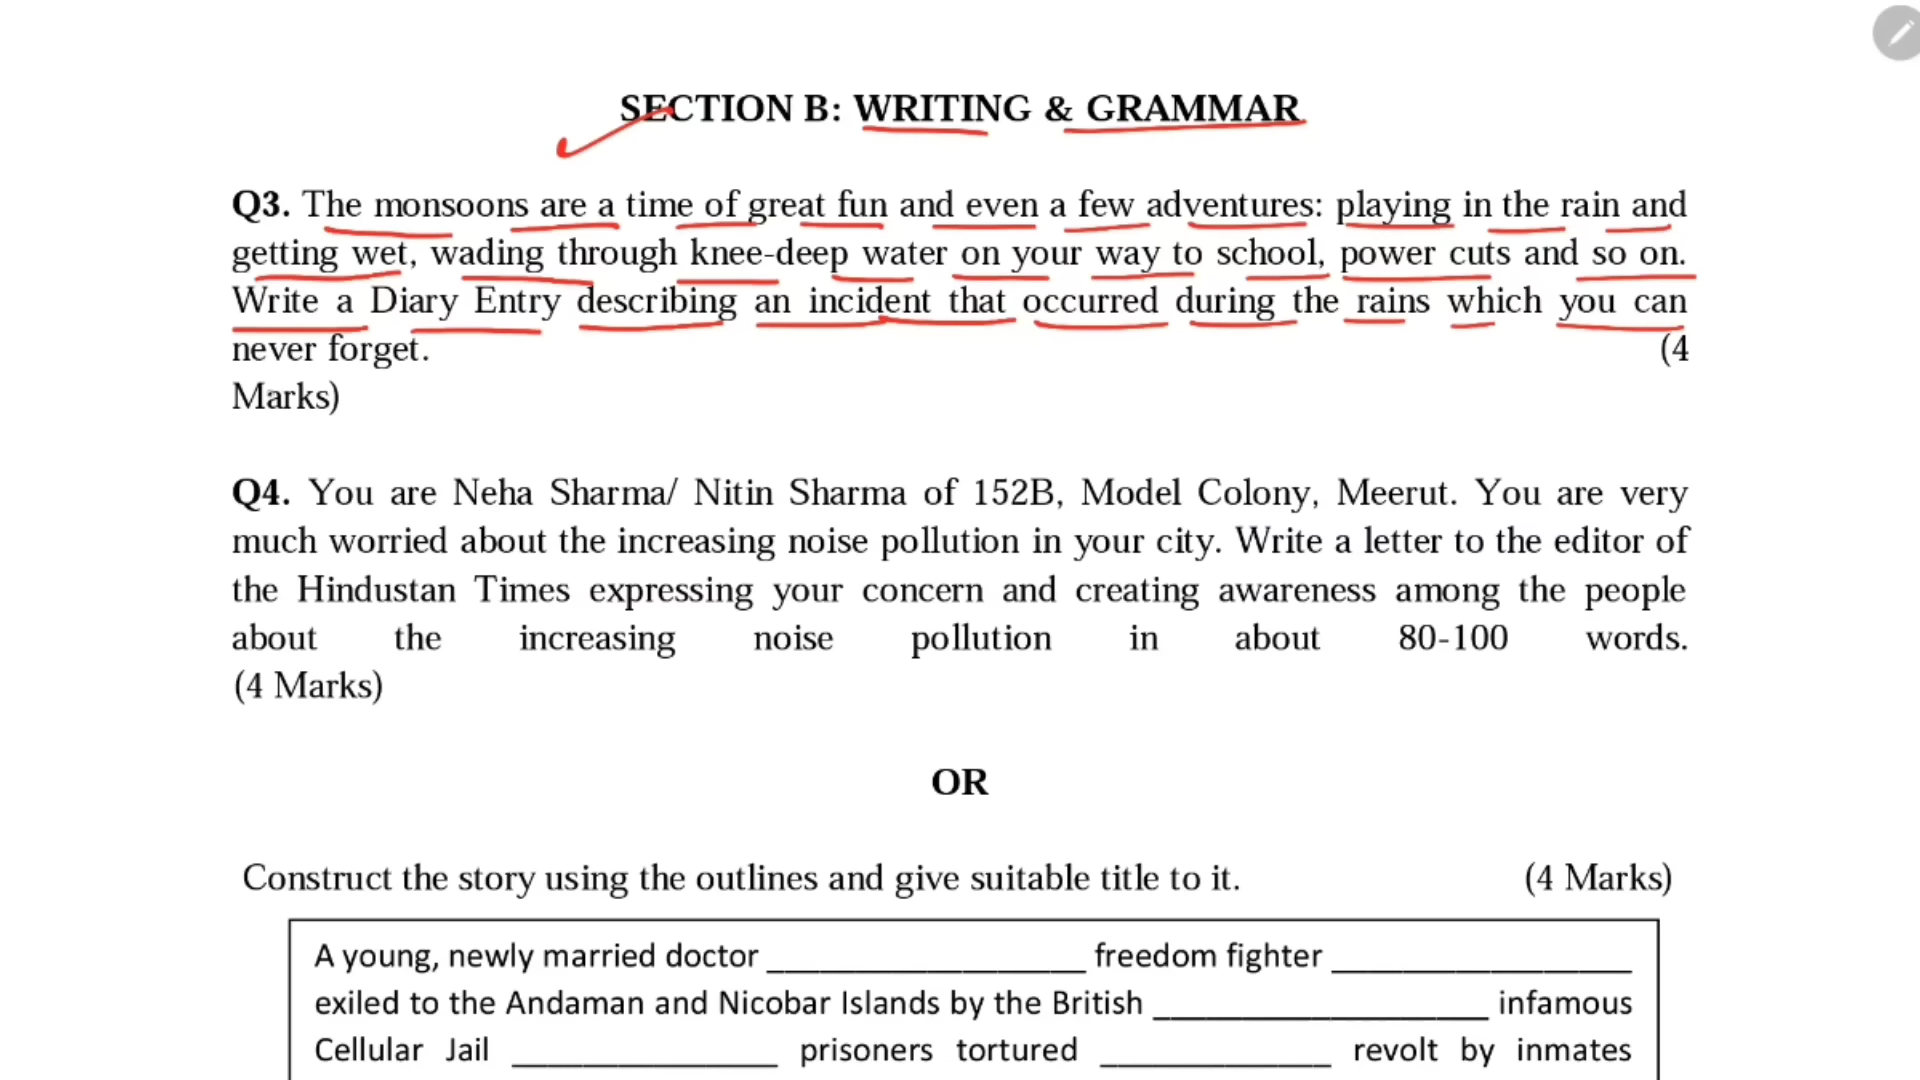 SECTION B: WRITING & GRAMMAR
Q3. The monsoons are a time of great fun and even a few adventures: playing in the rain and
getting wet, wading through knee-deep water on your way to school, power cuts and so on.
Write a Diary Entry describing an incident that occurred during the rains which you can
never forget. (4
Marks)
Q4. You are Neha Sharma/ Nitin Sharma of 152B, Model Colony, Meerut. You are very
much worried about the increasing noise pollution in your city. Write a letter to the editor of
the Hindustan Times expressing your concern and creating awareness among the people
about the increasing noise pollution in about 80-100 words.
(4 Marks)
OR
Construct the story using the outlines and give suitable title to it. (4 Marks)
A young, newly married doctor __________________ freedom fighter _________________
exiled to the Andaman and Nicobar Islands by the British ___________________ infamous
Cellular Jail _______________ prisoners tortured _____________ revolt by inmates